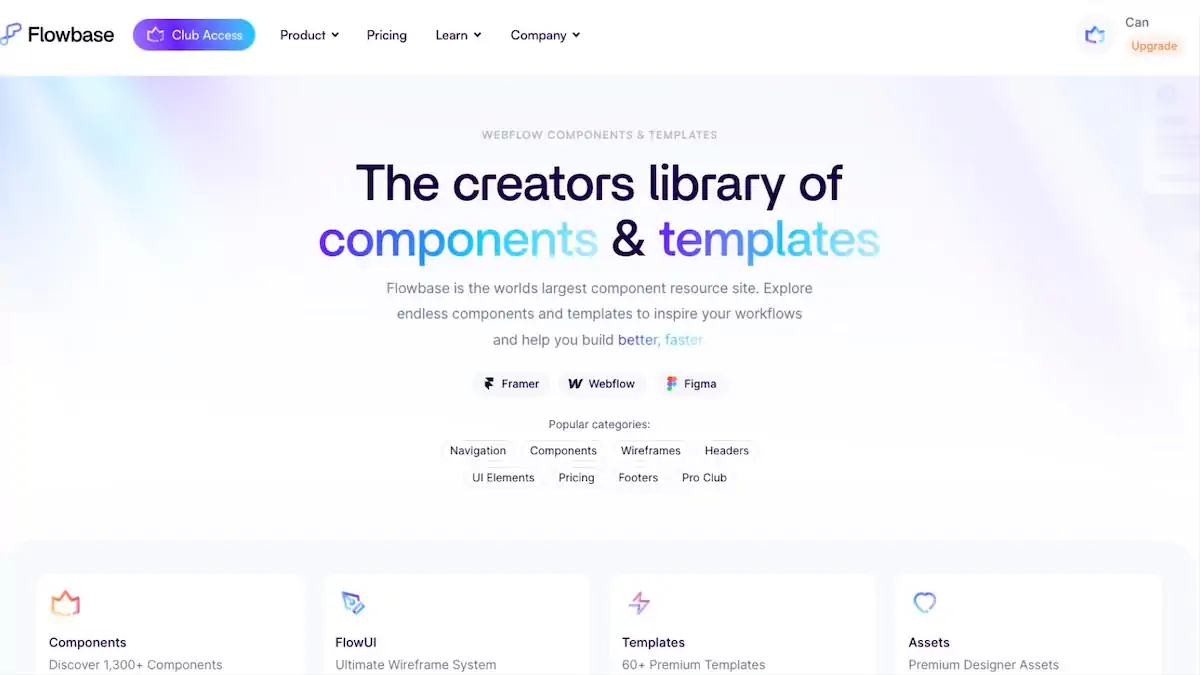 Flowbase
Club Access
Product
Pricing
Learn
Company
Can
Upgrade
WEBFLOW COMPONENTS & TEMPLATES
The creators library of
components & templates
Flowbase is the worlds largest component resource site. Explore
endless components and templates to inspire your workflows
and help you build better, faster
Framer
Webflow
Figma
Popular categories:
Navigation
Components
Wireframes
Headers
UI Elements
Pricing
Footers
Pro Club
Components
Discover 1,300+ Components
FlowUI
Ultimate Wireframe System
Templates
60+ Premium Templates
Assets
Premium Designer Assets